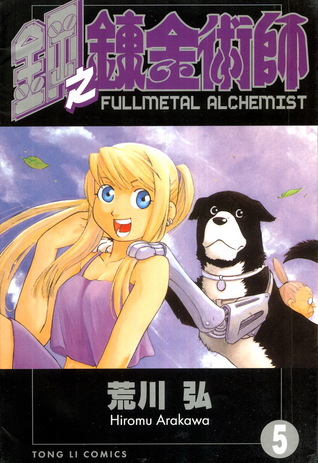 鋼之鍊金術師
FULLMETAL ALCHEMIST
荒川 弘
Hiromu Arakawa
5
TONG LI COMICS